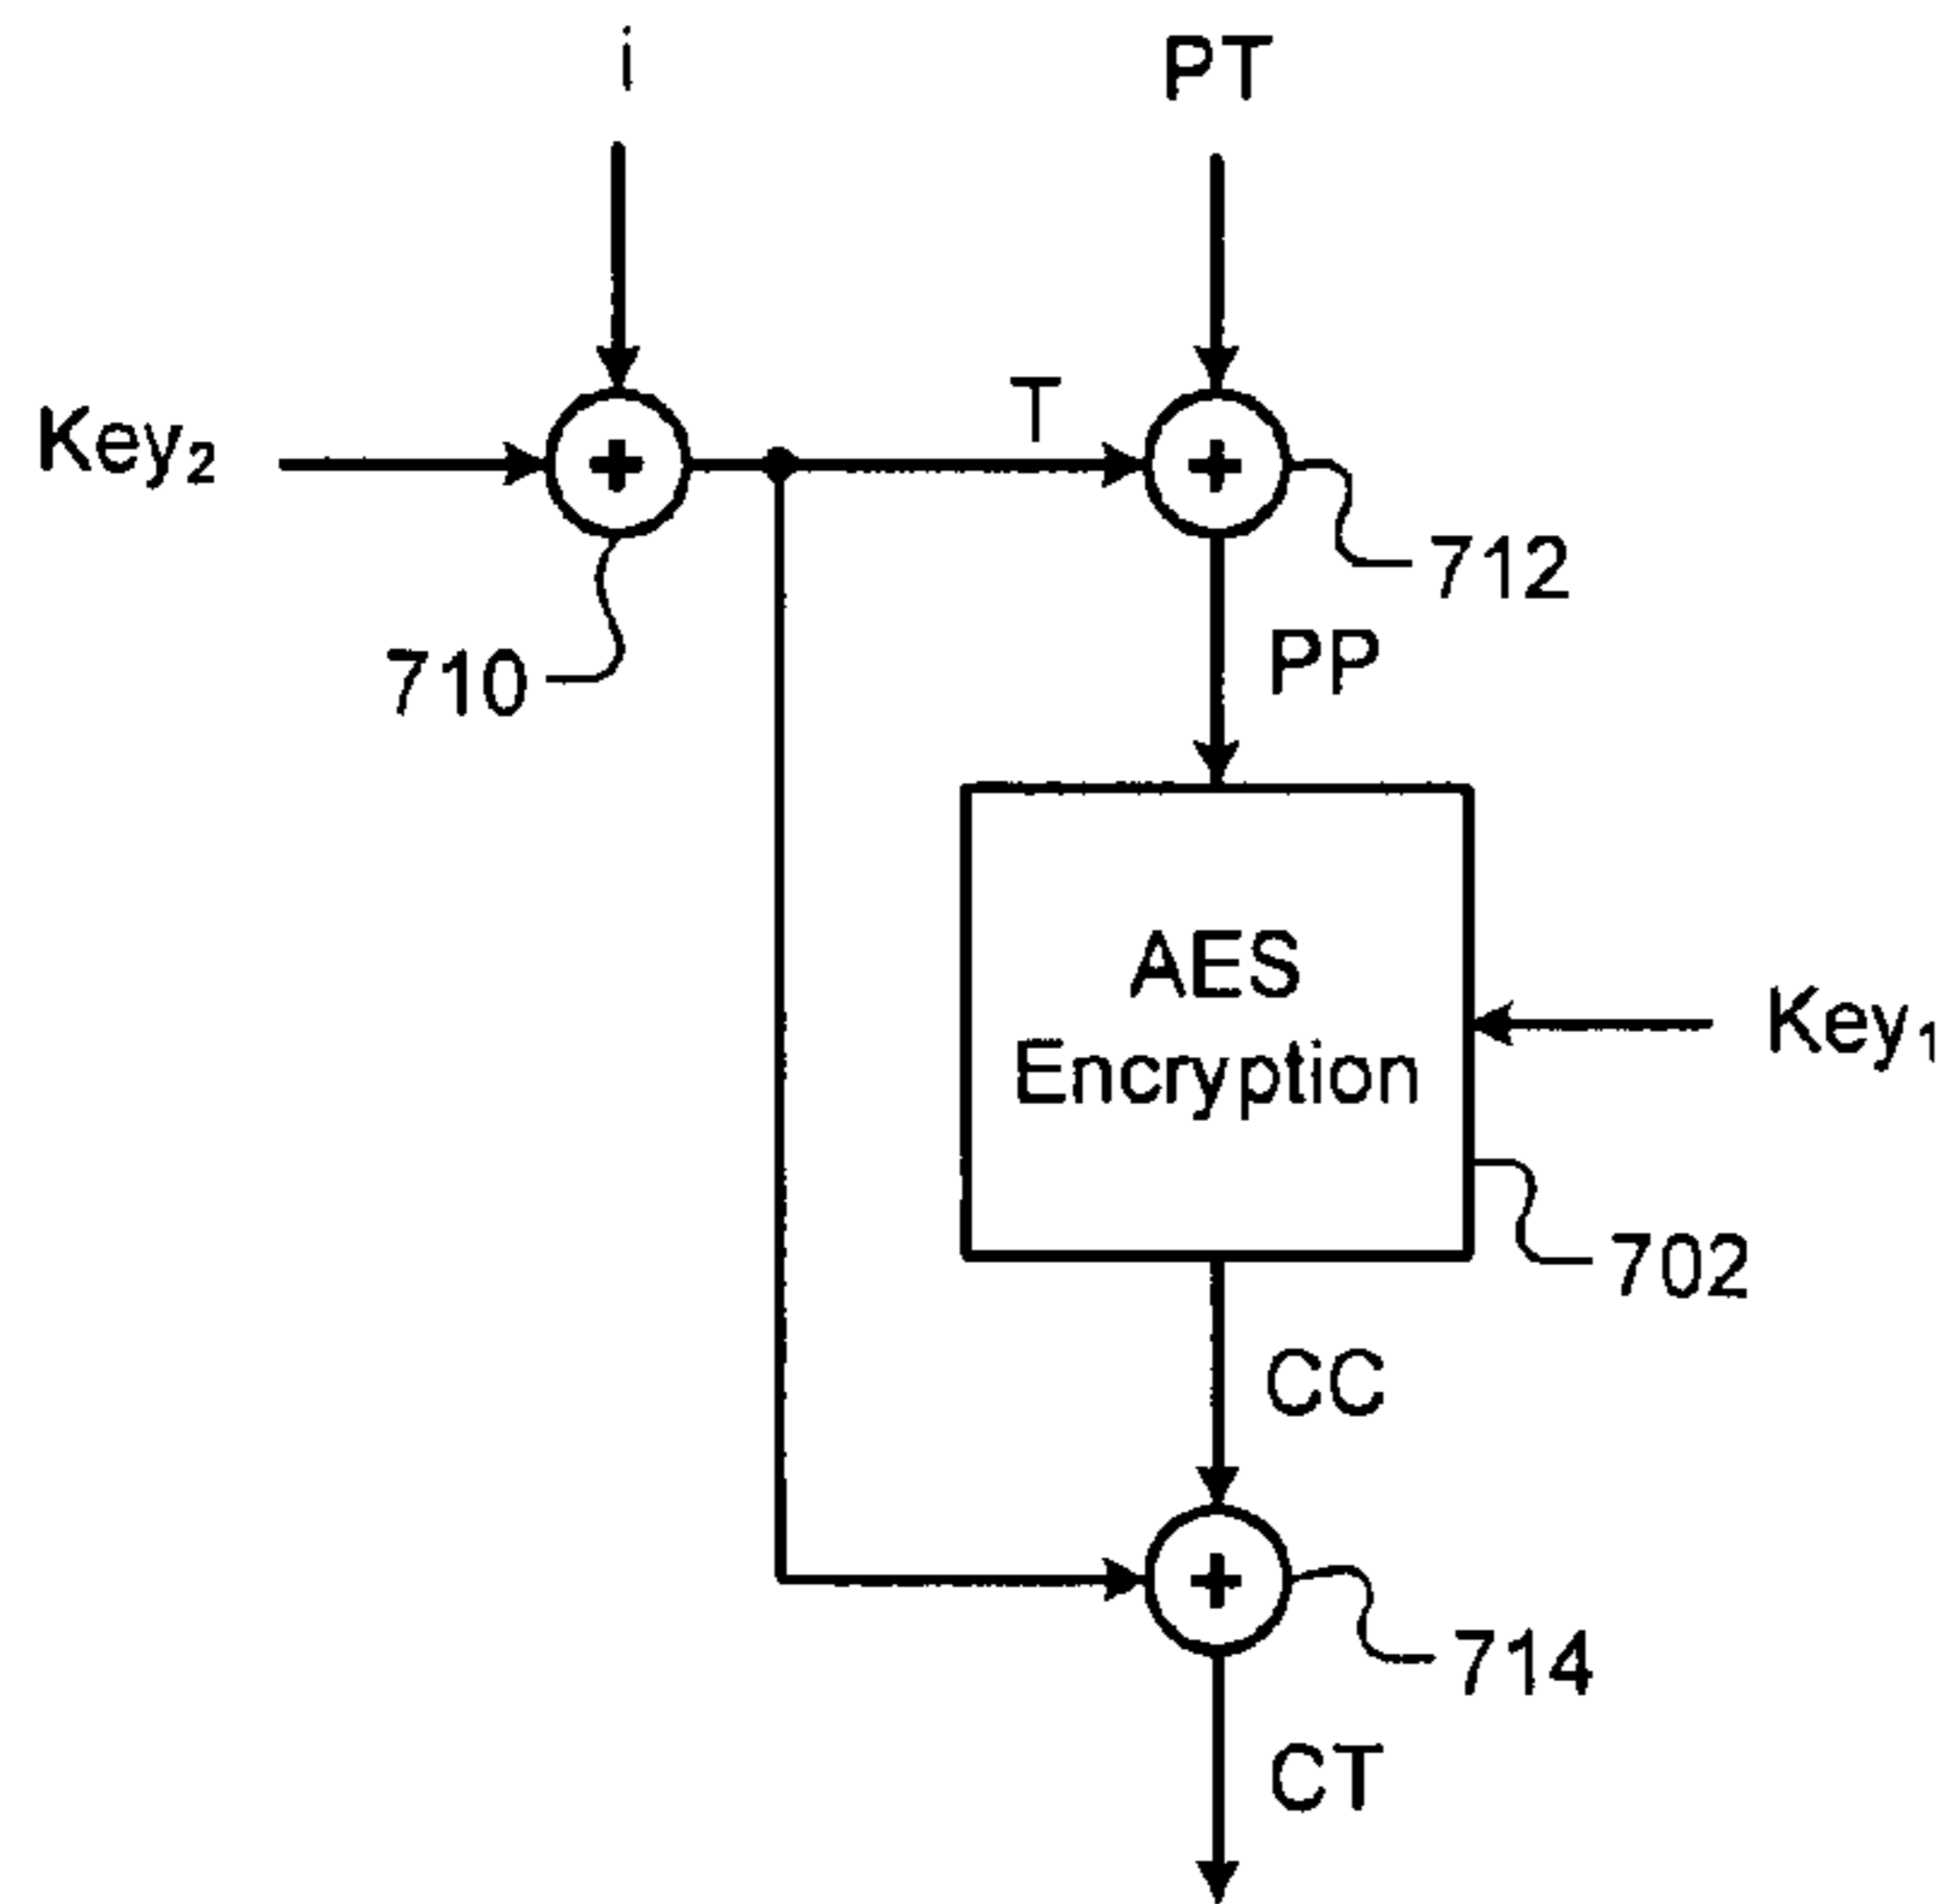 i
PT
Key₂
T
+
+
712
710
PP
AES
Encryption
Key₁
702
CC
+
714
CT